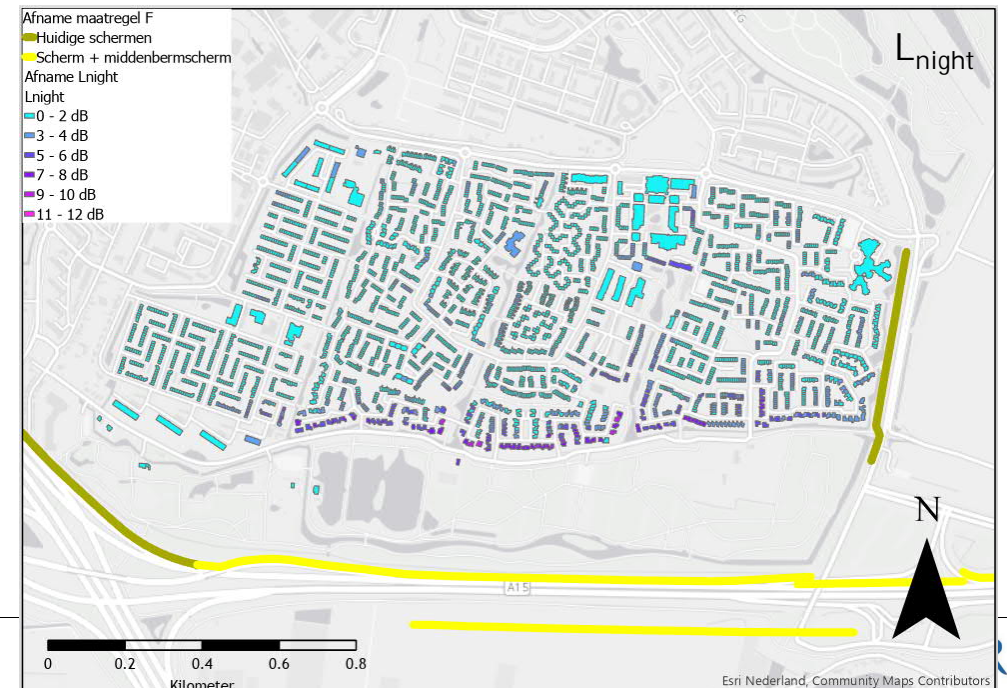 Afname maatregel F
Huidige schermen
Scherm + middenbermscherm
Afname Lnight
Lnight
0 - 2 dB
3 - 4 dB
5 - 6 dB
7 - 8 dB
9 - 10 dB
11 - 12 dB
Lnight
N
A15
0 0.2 0.4 0.6 0.8
Kilometer
Esri Nederland, Community Maps Contributors